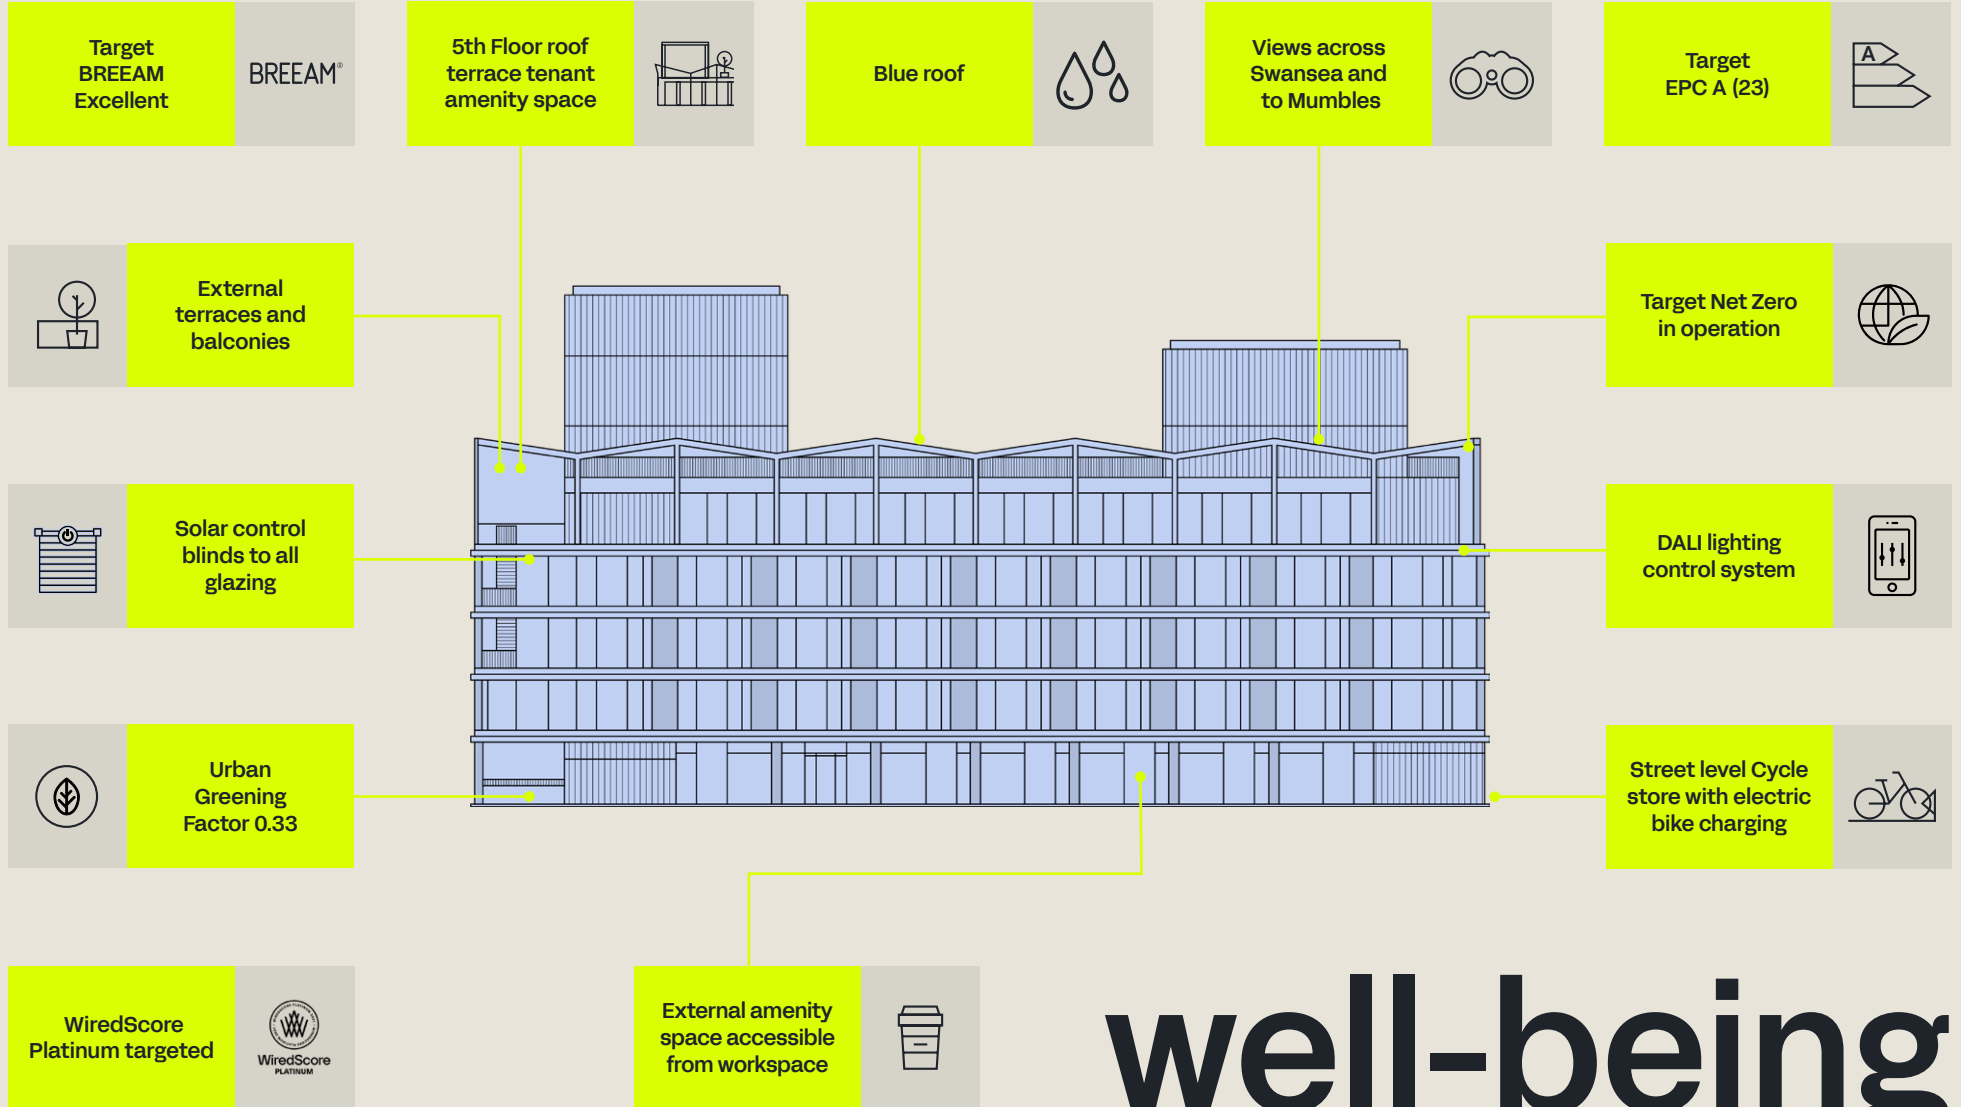 Target
BREEAM
Excellent
BREEAM®
5th Floor roof
terrace tenant
amenity space
Blue roof
Views across
Swansea and
to Mumbles
Target
EPC A (23)
A
External
terraces and
balconies
Target Net Zero
in operation
Solar control
blinds to all
glazing
DALI lighting
control system
Urban
Greening
Factor 0.33
Street level Cycle
store with electric
bike charging
WiredScore
Platinum targeted
WiredScore
PLATINUM
External amenity
space accessible
from workspace
well-being